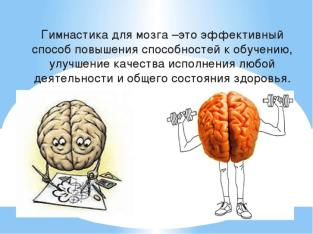 Гимнастика для мозга –это эффективный
способ повышения способностей к обучению,
улучшение качества исполнения любой
деятельности и общего состояния здоровья.